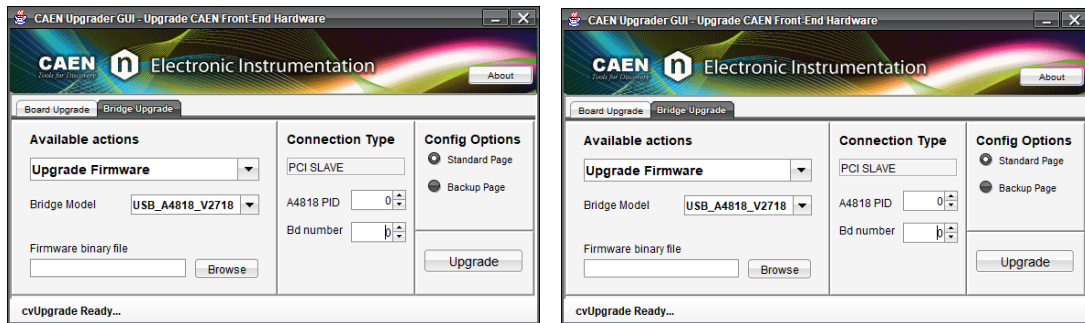 CAEN Upgrader GUI - Upgrade CAEN Front-End Hardware
CAEN n Electronic Instrumentation
Tools for Discovery
About
Board Upgrade Bridge Upgrade
Available actions
Upgrade Firmware
Bridge Model USB_A4818_V2718
Firmware binary file
Browse
Connection Type
PCI SLAVE
A4818 PID 0
Bd number 0
Config Options
Standard Page
Backup Page
Upgrade
cvUpgrade Ready...
CAEN Upgrader GUI - Upgrade CAEN Front-End Hardware
CAEN n Electronic Instrumentation
Tools for Discovery
About
Board Upgrade Bridge Upgrade
Available actions
Upgrade Firmware
Bridge Model USB_A4818_V2718
Firmware binary file
Browse
Connection Type
PCI SLAVE
A4818 PID 0
Bd number 0
Config Options
Standard Page
Backup Page
Upgrade
cvUpgrade Ready...